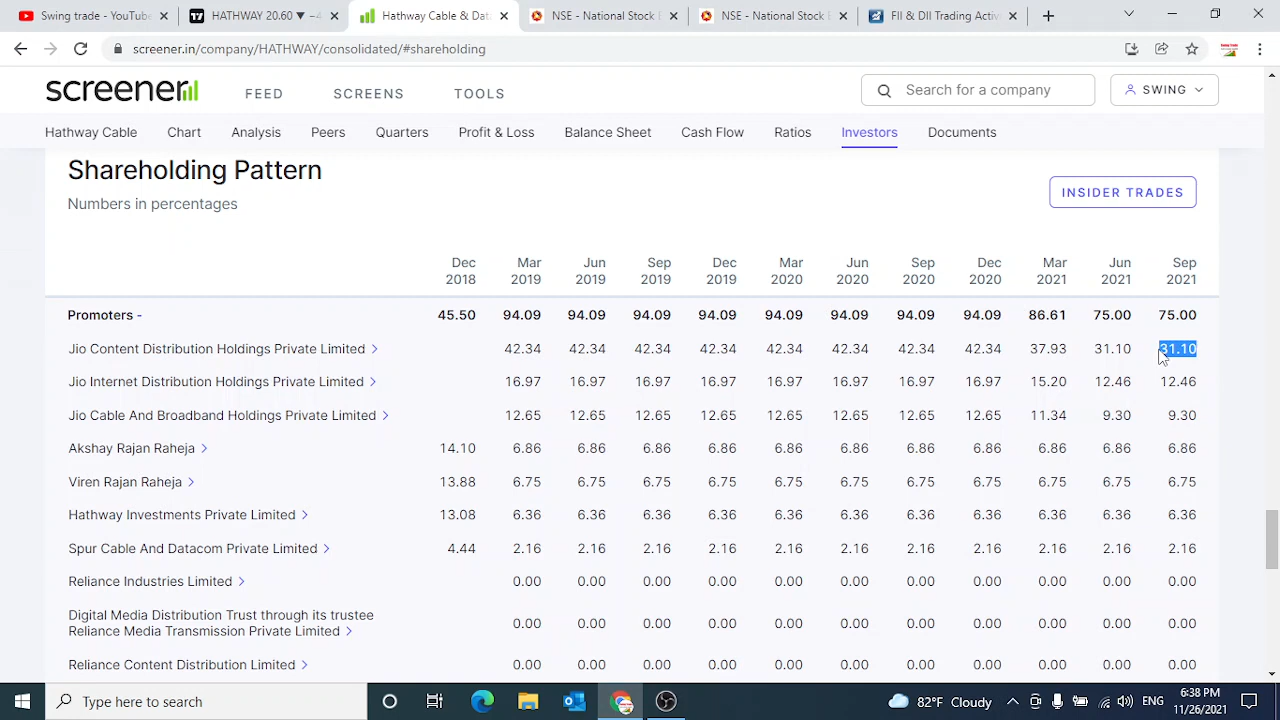 Swing trade - YouTube
HATHWAY 20.60 ▼ −4
Hathway Cable & Dat
NSE - National Stock E
NSE - National Stock E
FII & DII Trading Activ
screener.in/company/HATHWAY/consolidated/#shareholding
screener
FEED SCREENS TOOLS
Search for a company
SWING
Hathway Cable Chart Analysis Peers Quarters Profit & Loss Balance Sheet Cash Flow Ratios Investors Documents
Shareholding Pattern
INSIDER TRADES
Numbers in percentages
Dec 2018 Mar 2019 Jun 2019 Sep 2019 Dec 2019 Mar 2020 Jun 2020 Sep 2020 Dec 2020 Mar 2021 Jun 2021 Sep 2021
Promoters - 45.50 94.09 94.09 94.09 94.09 94.09 94.09 94.09 94.09 86.61 75.00 75.00
Jio Content Distribution Holdings Private Limited 42.34 42.34 42.34 42.34 42.34 42.34 42.34 42.34 37.93 31.10 31.10
Jio Internet Distribution Holdings Private Limited 16.97 16.97 16.97 16.97 16.97 16.97 16.97 16.97 15.20 12.46 12.46
Jio Cable And Broadband Holdings Private Limited 12.65 12.65 12.65 12.65 12.65 12.65 12.65 12.65 11.34 9.30 9.30
Akshay Rajan Raheja 14.10 6.86 6.86 6.86 6.86 6.86 6.86 6.86 6.86 6.86 6.86 6.86
Viren Rajan Raheja 13.88 6.75 6.75 6.75 6.75 6.75 6.75 6.75 6.75 6.75 6.75 6.75
Hathway Investments Private Limited 13.08 6.36 6.36 6.36 6.36 6.36 6.36 6.36 6.36 6.36 6.36 6.36
Spur Cable And Datacom Private Limited 4.44 2.16 2.16 2.16 2.16 2.16 2.16 2.16 2.16 2.16 2.16 2.16
Reliance Industries Limited 0.00 0.00 0.00 0.00 0.00 0.00 0.00 0.00 0.00 0.00 0.00
Digital Media Distribution Trust through its trustee
Reliance Media Transmission Private Limited 0.00 0.00 0.00 0.00 0.00 0.00 0.00 0.00 0.00 0.00 0.00
Reliance Content Distribution Limited 0.00 0.00 0.00 0.00 0.00 0.00 0.00 0.00 0.00 0.00 0.00
Type here to search
82°F Cloudy
ENG
6:38 PM
11/26/2021